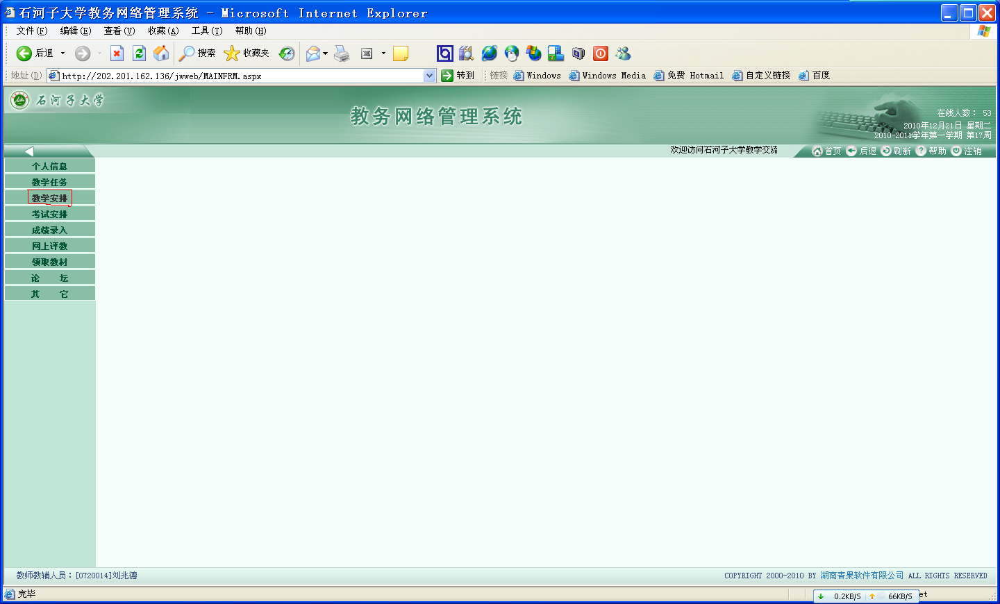 石河子大学教务网络管理系统 - Microsoft Internet Explorer
文件(F) 编辑(E) 查看(V) 收藏(A) 工具(T) 帮助(H)
后退 搜索 收藏夹
地址(D) http://202.201.162.136/jwweb/MAINFRM.aspx 转到 链接 Windows Windows Media 免费 Hotmail 自定义链接 百度
石河子大学
教务网络管理系统
在线人数： 53
2010年12月21日 星期二
2010-2011学年第一学期 第17周
欢迎访问石河子大学教学交流 首页 后退 刷新 帮助 注销
个人信息
教学任务
教学安排
考试安排
成绩录入
网上评教
领取教材
论 坛
其 它
教师教辅人员：[0720014]刘兆德 COPYRIGHT 2000-2010 BY 湖南青果软件有限公司 ALL RIGHTS RESERVED
完毕 0.2KB/S 66KB/S et